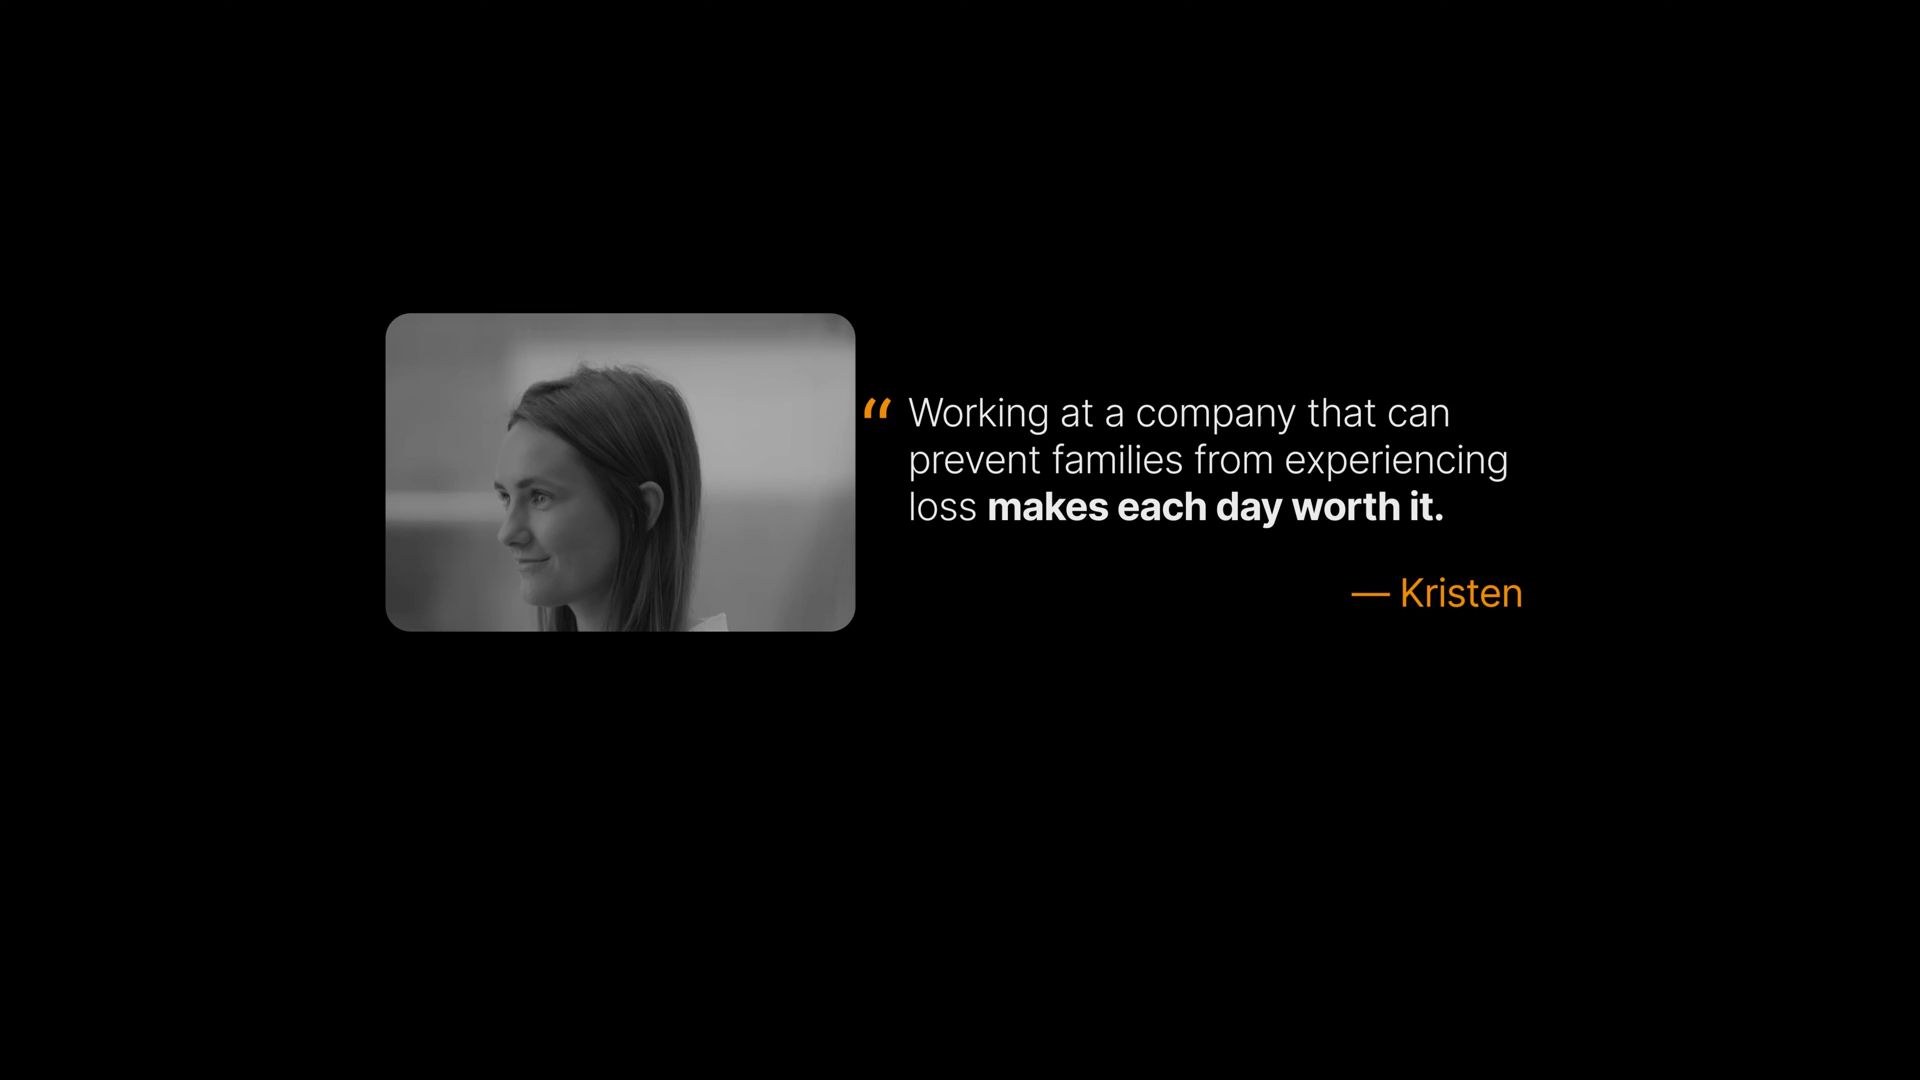 “ Working at a company that can
prevent families from experiencing
loss makes each day worth it.
— Kristen